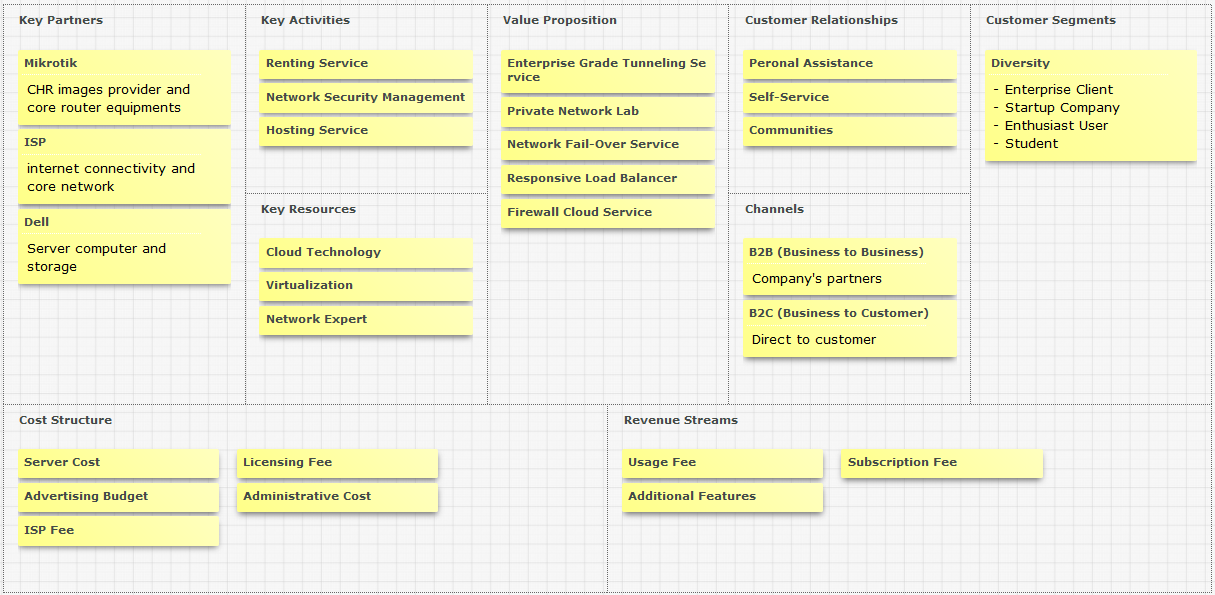 Key Partners
Mikrotik
CHR images provider and
core router equipments
ISP
internet connectivity and
core network
Dell
Server computer and
storage
Key Activities
Renting Service
Network Security Management
Hosting Service
Key Resources
Cloud Technology
Virtualization
Network Expert
Value Proposition
Enterprise Grade Tunneling Se
rvice
Private Network Lab
Network Fail-Over Service
Responsive Load Balancer
Firewall Cloud Service
Customer Relationships
Peronal Assistance
Self-Service
Communities
Channels
B2B (Business to Business)
Company's partners
B2C (Business to Customer)
Direct to customer
Customer Segments
Diversity
- Enterprise Client
- Startup Company
- Enthusiast User
- Student
Cost Structure
Server Cost
Advertising Budget
ISP Fee
Licensing Fee
Administrative Cost
Revenue Streams
Usage Fee
Additional Features
Subscription Fee